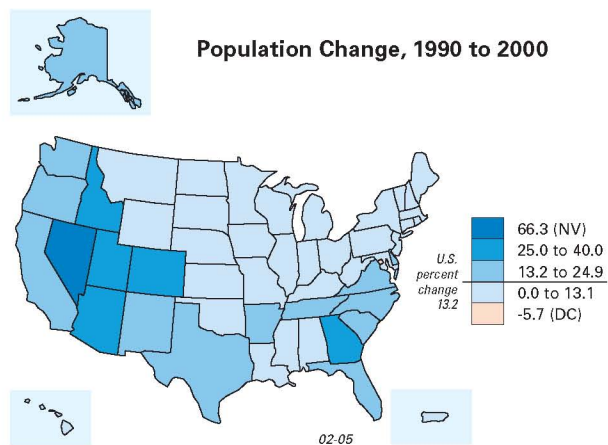 Population Change, 1990 to 2000
66.3 (NV)
25.0 to 40.0
13.2 to 24.9
0.0 to 13.1
-5.7 (DC)
U.S.
percent
change
13.2
02-05